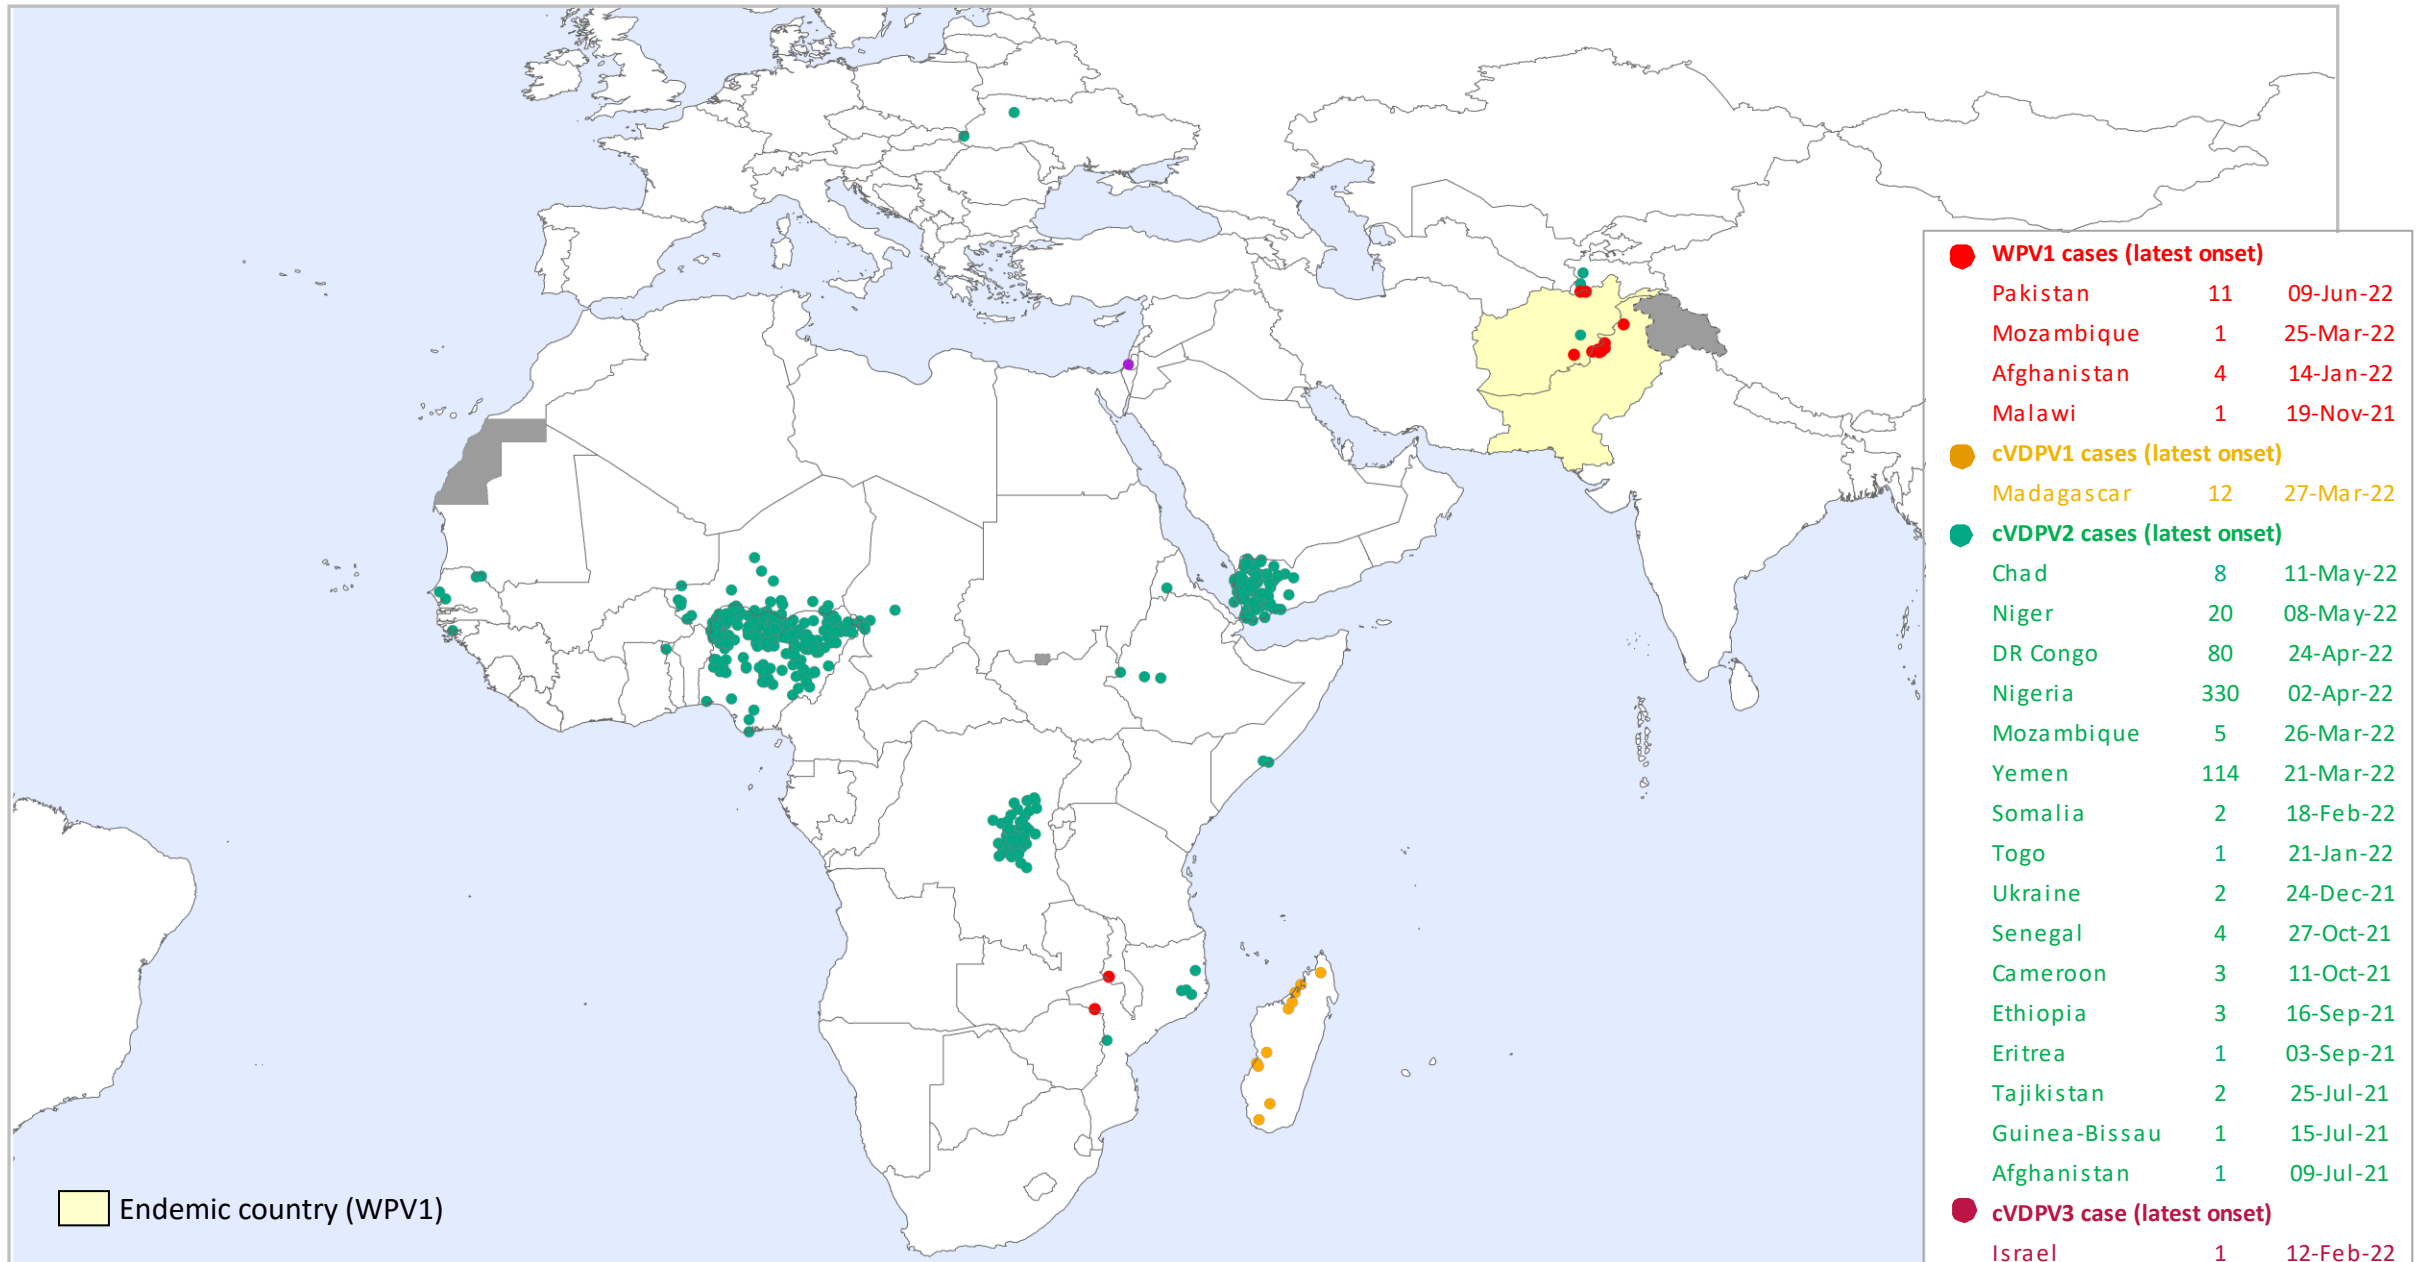 WPV1 cases (latest onset)
Pakistan 11 09-Jun-22
Mozambique 1 25-Mar-22
Afghanistan 4 14-Jan-22
Malawi 1 19-Nov-21
cVDPV1 cases (latest onset)
Madagascar 12 27-Mar-22
cVDPV2 cases (latest onset)
Chad 8 11-May-22
Niger 20 08-May-22
DR Congo 80 24-Apr-22
Nigeria 330 02-Apr-22
Mozambique 5 26-Mar-22
Yemen 114 21-Mar-22
Somalia 2 18-Feb-22
Togo 1 21-Jan-22
Ukraine 2 24-Dec-21
Senegal 4 27-Oct-21
Cameroon 3 11-Oct-21
Ethiopia 3 16-Sep-21
Eritrea 1 03-Sep-21
Tajikistan 2 25-Jul-21
Guinea-Bissau 1 15-Jul-21
Afghanistan 1 09-Jul-21
cVDPV3 case (latest onset)
Israel 1 12-Feb-22
Endemic country (WPV1)